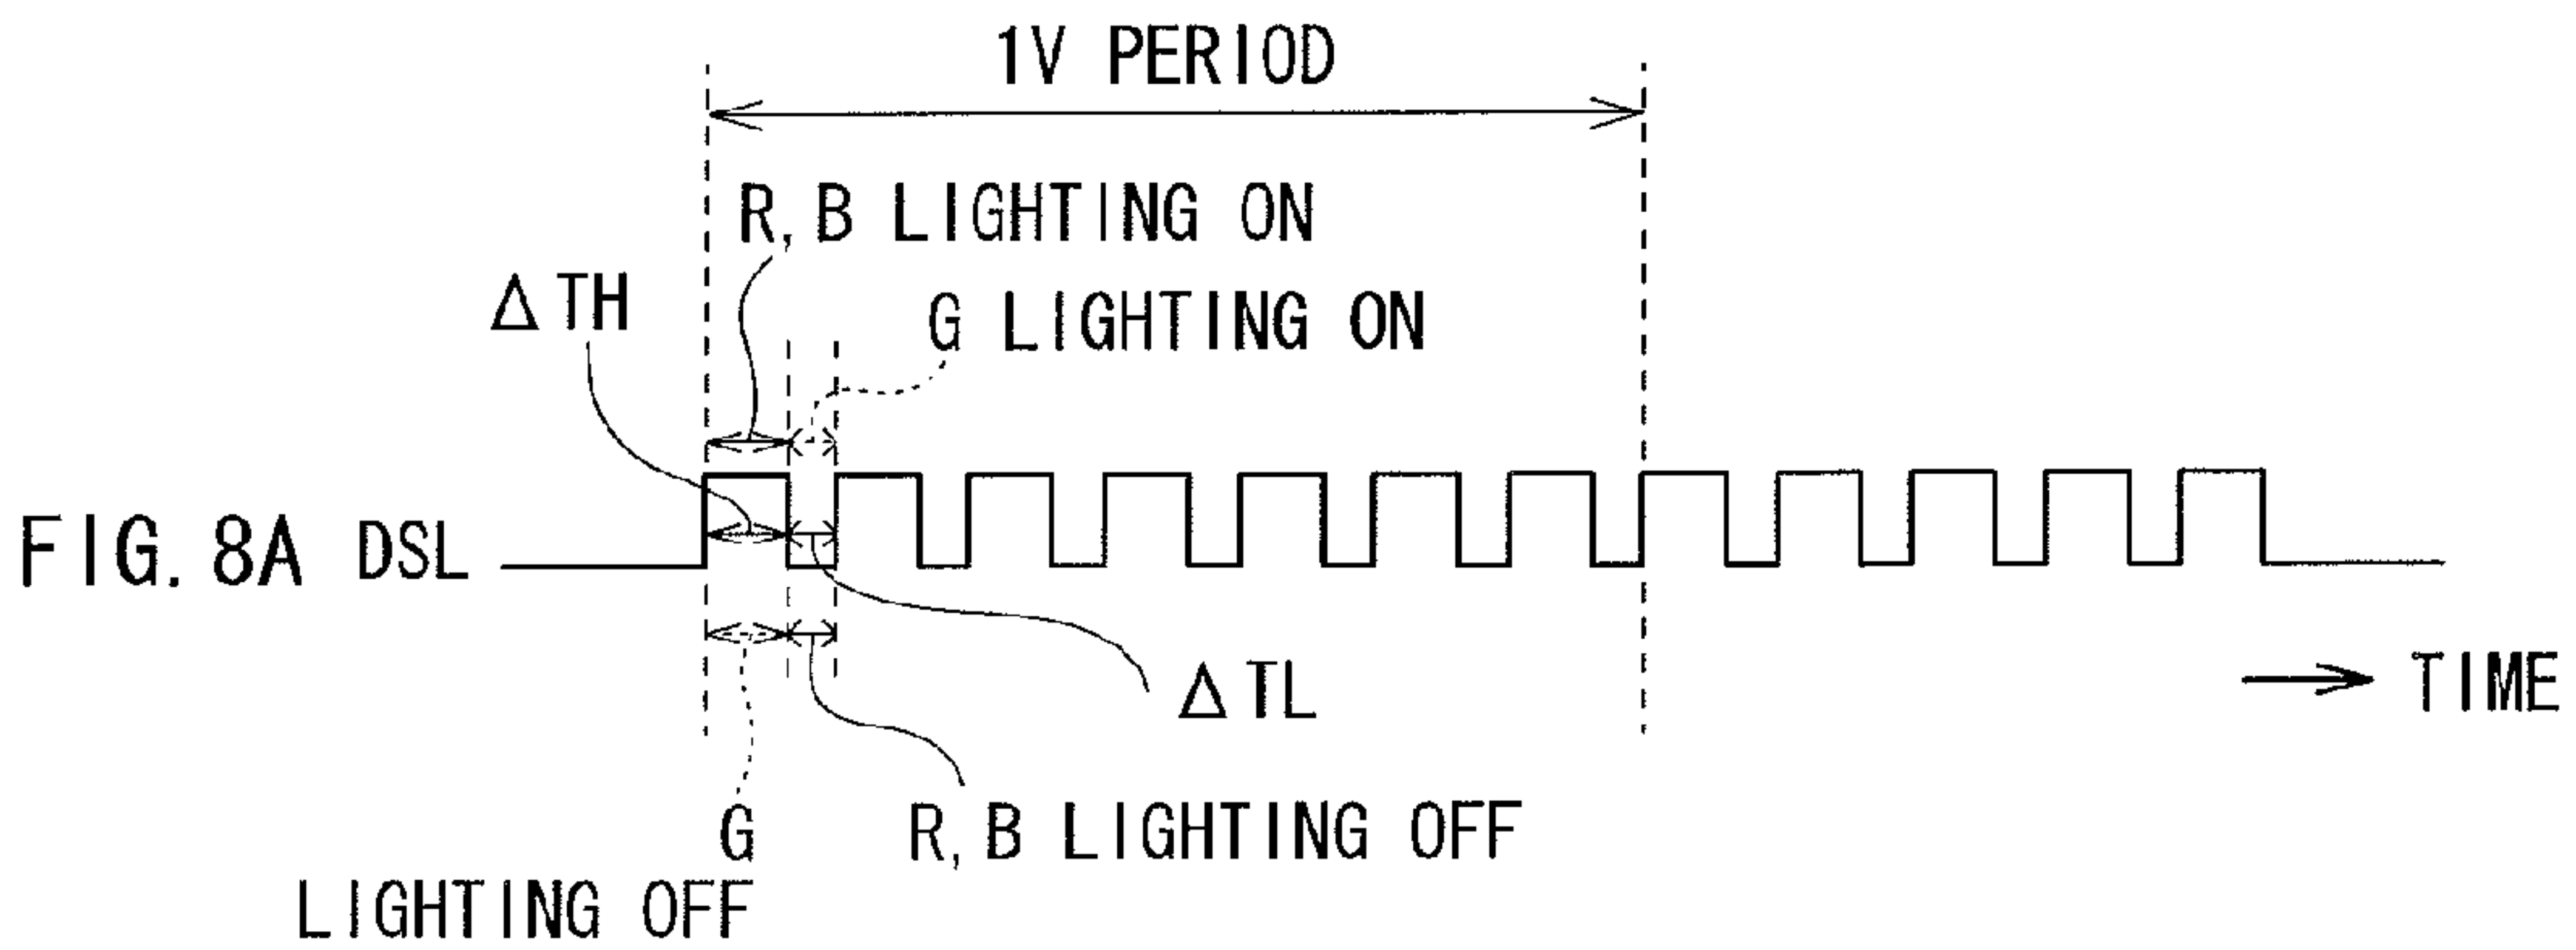 1V PERIOD
R, B LIGHTING ON
ΔTH
G LIGHTING ON
FIG. 8A DSL
ΔTL
TIME
G
LIGHTING OFF
R, B LIGHTING OFF